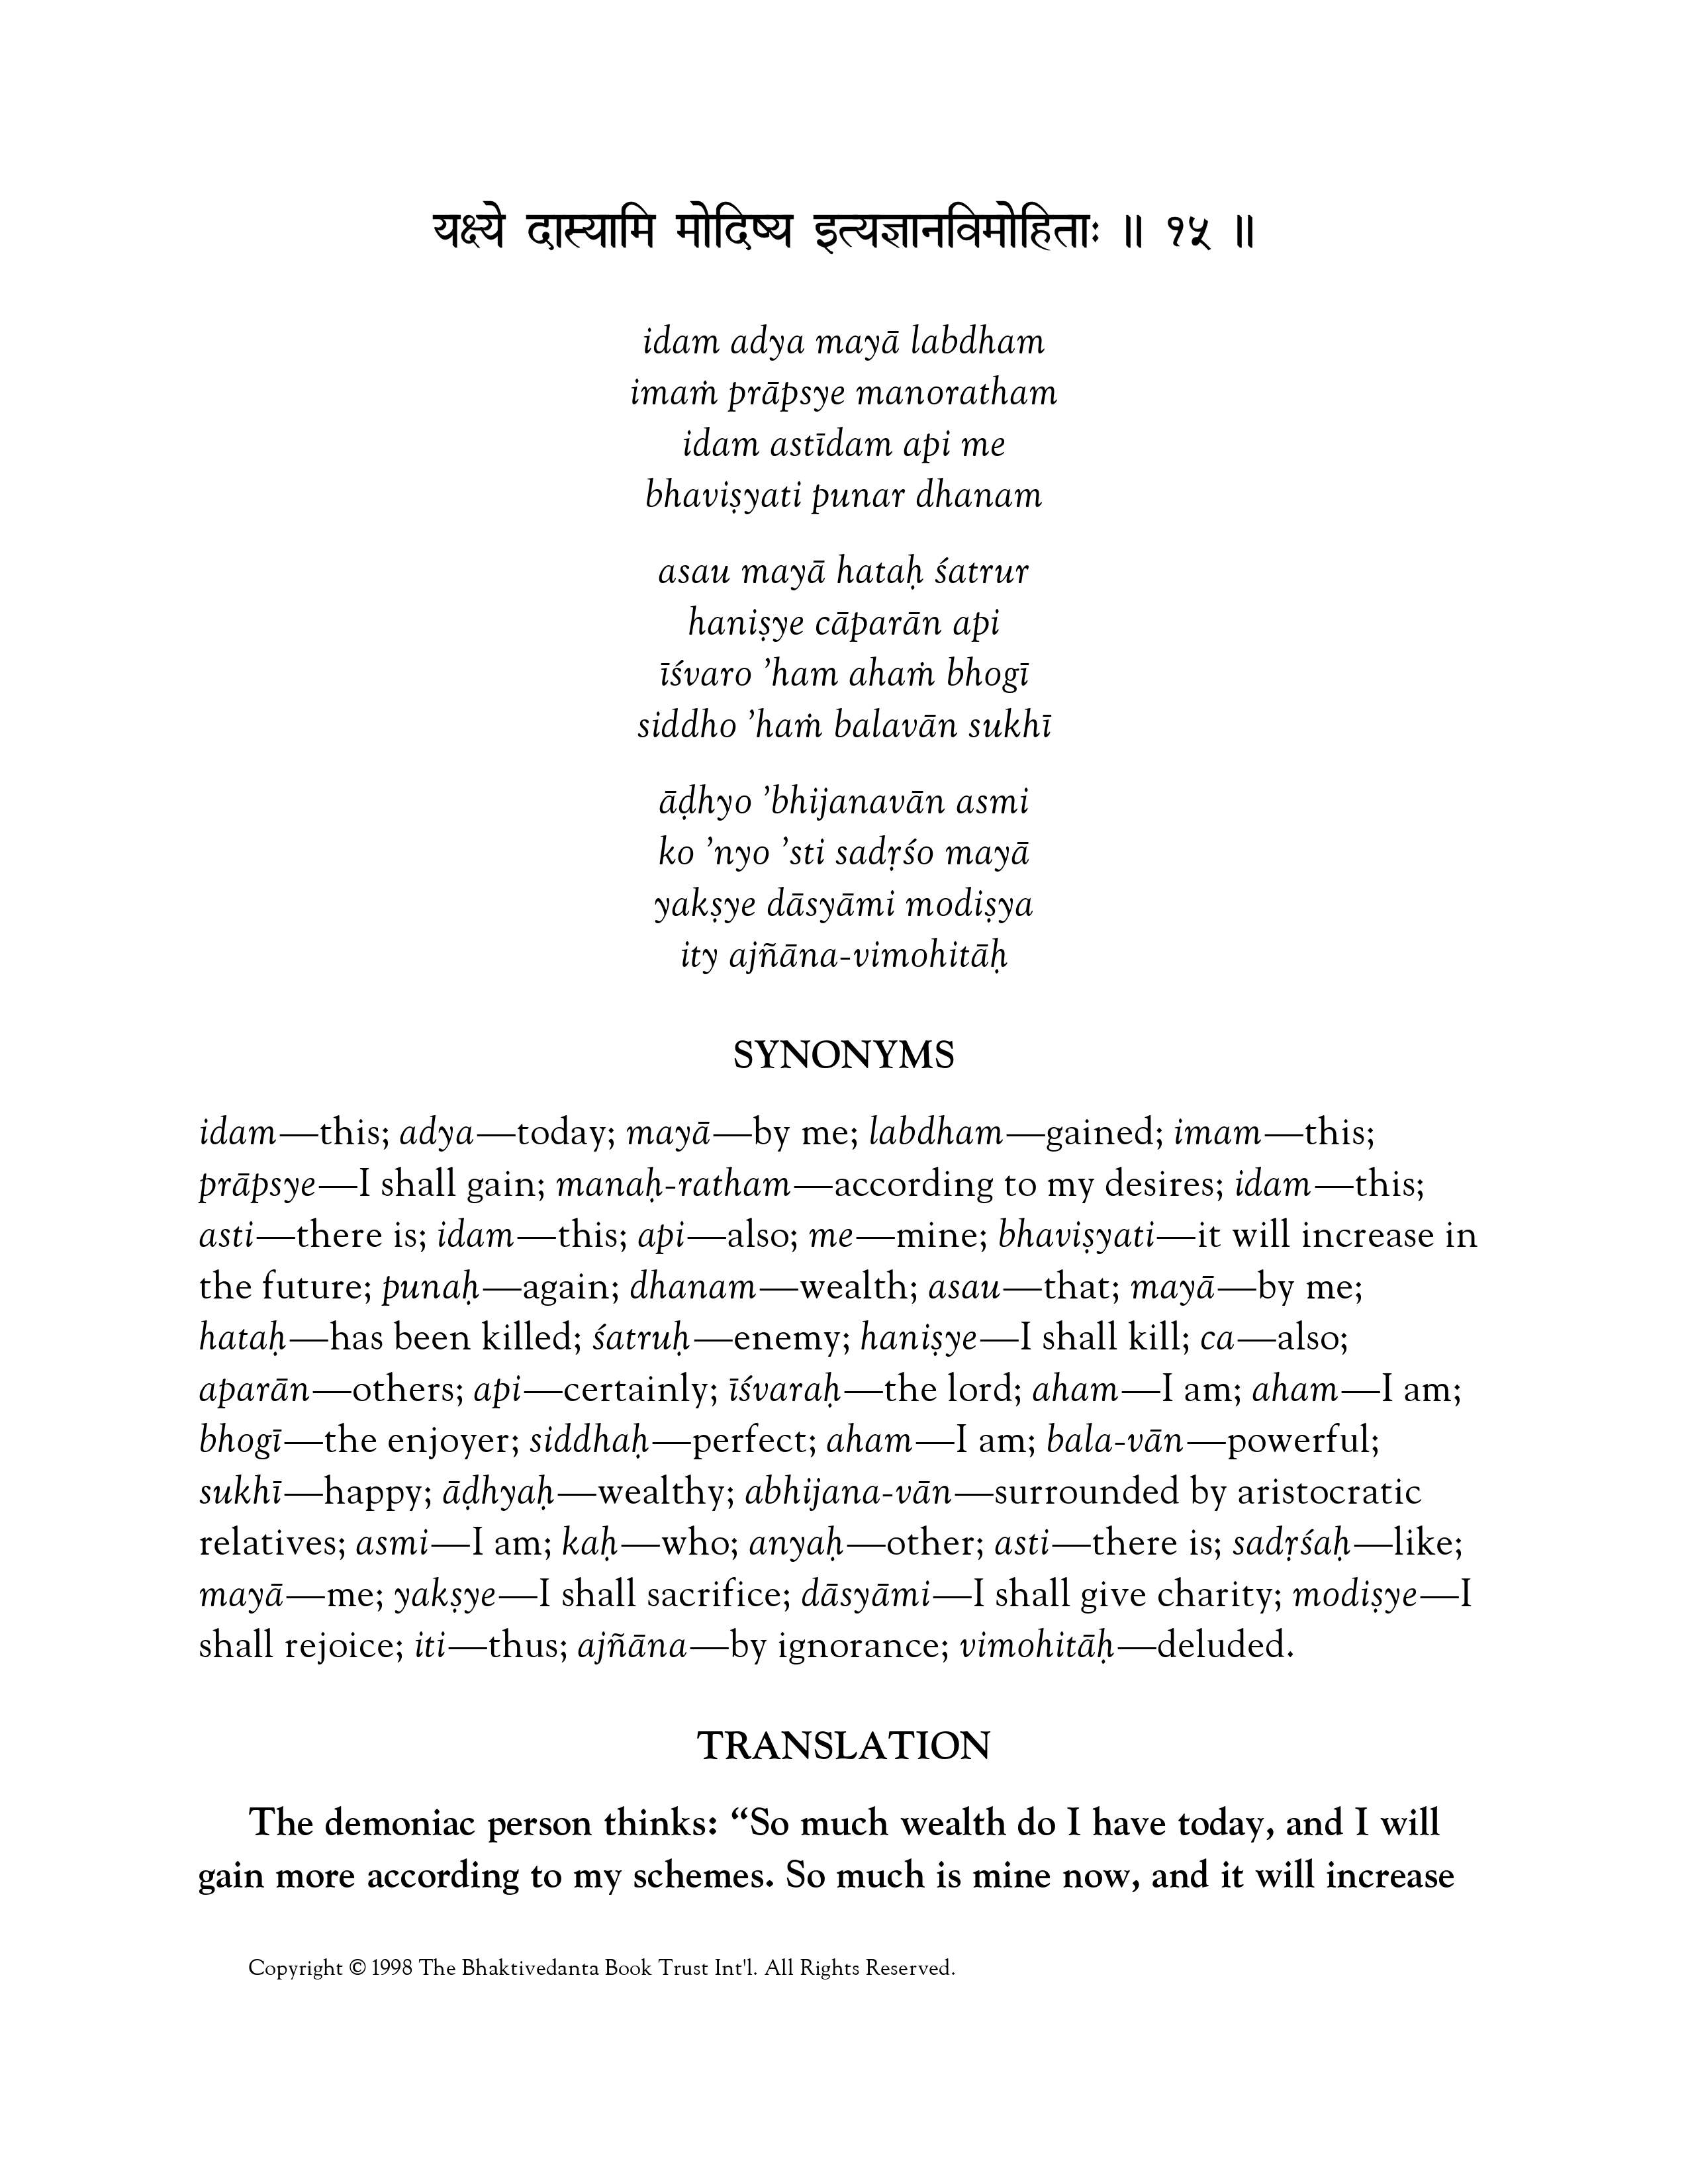 यक्ष्ये दास्यामि मोदिष्य इत्यज्ञानविमोहिताः ॥ १५ ॥
idam adya mayā labdham
imaṁ prāpsye manoratham
idam astīdam api me
bhaviṣyati punar dhanam
asau mayā hataḥ śatrur
haniṣye cāparān api
īśvaro ’ham ahaṁ bhogī
siddho ’haṁ balavān sukhī
āḍhyo ’bhijanavān asmi
ko ’nyo ’sti sadṛśo mayā
yakṣye dāsyāmi modiṣya
ity ajñāna-vimohitāḥ
SYNONYMS
idam—this; adya—today; mayā—by me; labdham—gained; imam—this;
prāpsye—I shall gain; manaḥ-ratham—according to my desires; idam—this;
asti—there is; idam—this; api—also; me—mine; bhaviṣyati—it will increase in
the future; punaḥ—again; dhanam—wealth; asau—that; mayā—by me;
hataḥ—has been killed; śatruḥ—enemy; haniṣye—I shall kill; ca—also;
aparān—others; api—certainly; īśvaraḥ—the lord; aham—I am; aham—I am;
bhogī—the enjoyer; siddhaḥ—perfect; aham—I am; bala-vān—powerful;
sukhī—happy; āḍhyaḥ—wealthy; abhijana-vān—surrounded by aristocratic
relatives; asmi—I am; kaḥ—who; anyaḥ—other; asti—there is; sadṛśaḥ—like;
mayā—me; yakṣye—I shall sacrifice; dāsyāmi—I shall give charity; modiṣye—I
shall rejoice; iti—thus; ajñāna—by ignorance; vimohitāḥ—deluded.
TRANSLATION
The demoniac person thinks: “So much wealth do I have today, and I will
gain more according to my schemes. So much is mine now, and it will increase
Copyright © 1998 The Bhaktivedanta Book Trust Int'l. All Rights Reserved.